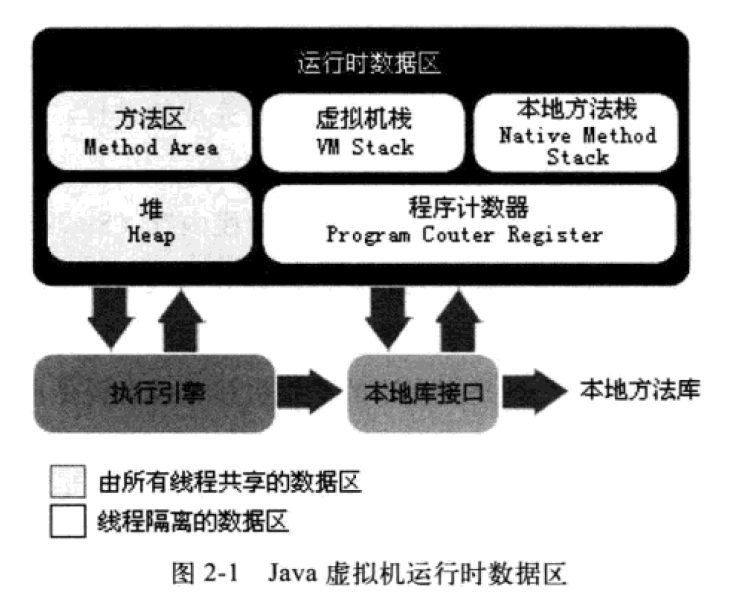 运行时数据区
方法区
Method Area
虚拟机栈
VM Stack
本地方法栈
Native Method
Stack
堆
Heap
程序计数器
Program Couter Register
执行引擎
本地库接口
本地方法库
由所有线程共享的数据区
线程隔离的数据区
图 2-1 Java 虚拟机运行时数据区